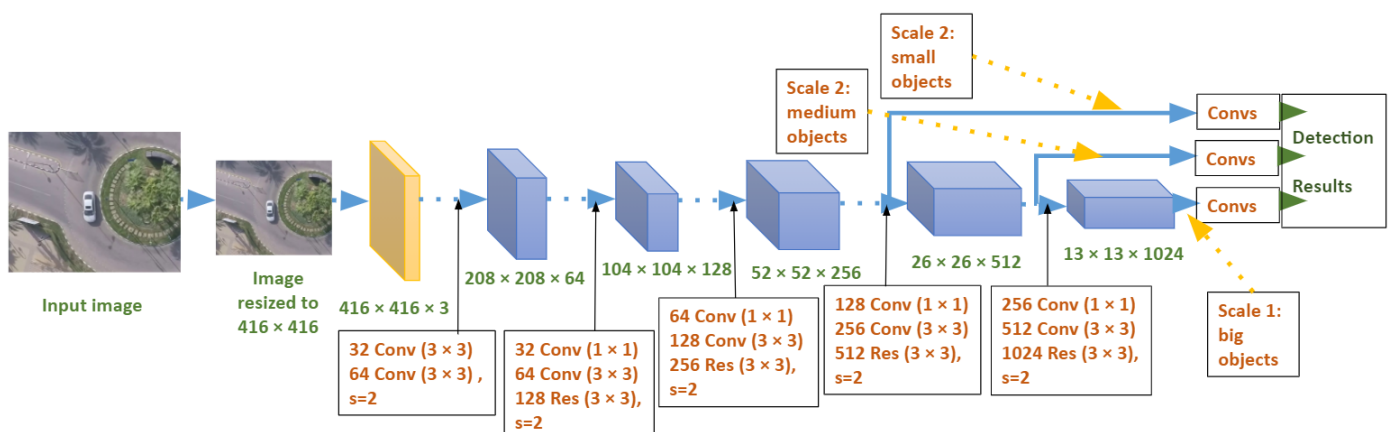 Input image
Image
resized to
416 × 416
416 × 416 × 3
32 Conv (3 × 3)
64 Conv (3 × 3) ,
s=2
208 × 208 × 64
32 Conv (1 × 1)
64 Conv (3 × 3)
128 Res (3 × 3),
s=2
104 × 104 × 128
64 Conv (1 × 1)
128 Conv (3 × 3)
256 Res (3 × 3),
s=2
52 × 52 × 256
128 Conv (1 × 1)
256 Conv (3 × 3)
512 Res (3 × 3),
s=2
26 × 26 × 512
256 Conv (1 × 1)
512 Conv (3 × 3)
1024 Res (3 × 3),
s=2
13 × 13 × 1024
Scale 2:
small
objects
Scale 2:
medium
objects
Scale 1:
big
objects
Convs
Convs
Convs
Detection
Results